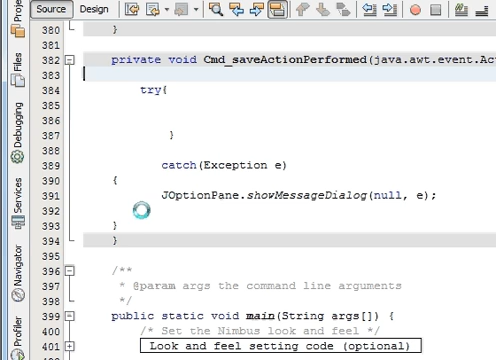 Source Design
Proje
Files
Debugging
Services
Navigator
Profiler
380 }
381
382 private void Cmd_saveActionPerformed(java.awt.event.Act
383
384 try{
385
386
387 }
388
389 catch(Exception e)
390 {
391 JOptionPane.showMessageDialog(null, e);
392
393 }
394 }
395
396 /**
397 * @param args the command line arguments
398 */
399 public static void main(String args[]) {
400 /* Set the Nimbus look and feel */
401 Look and feel setting code (optional)